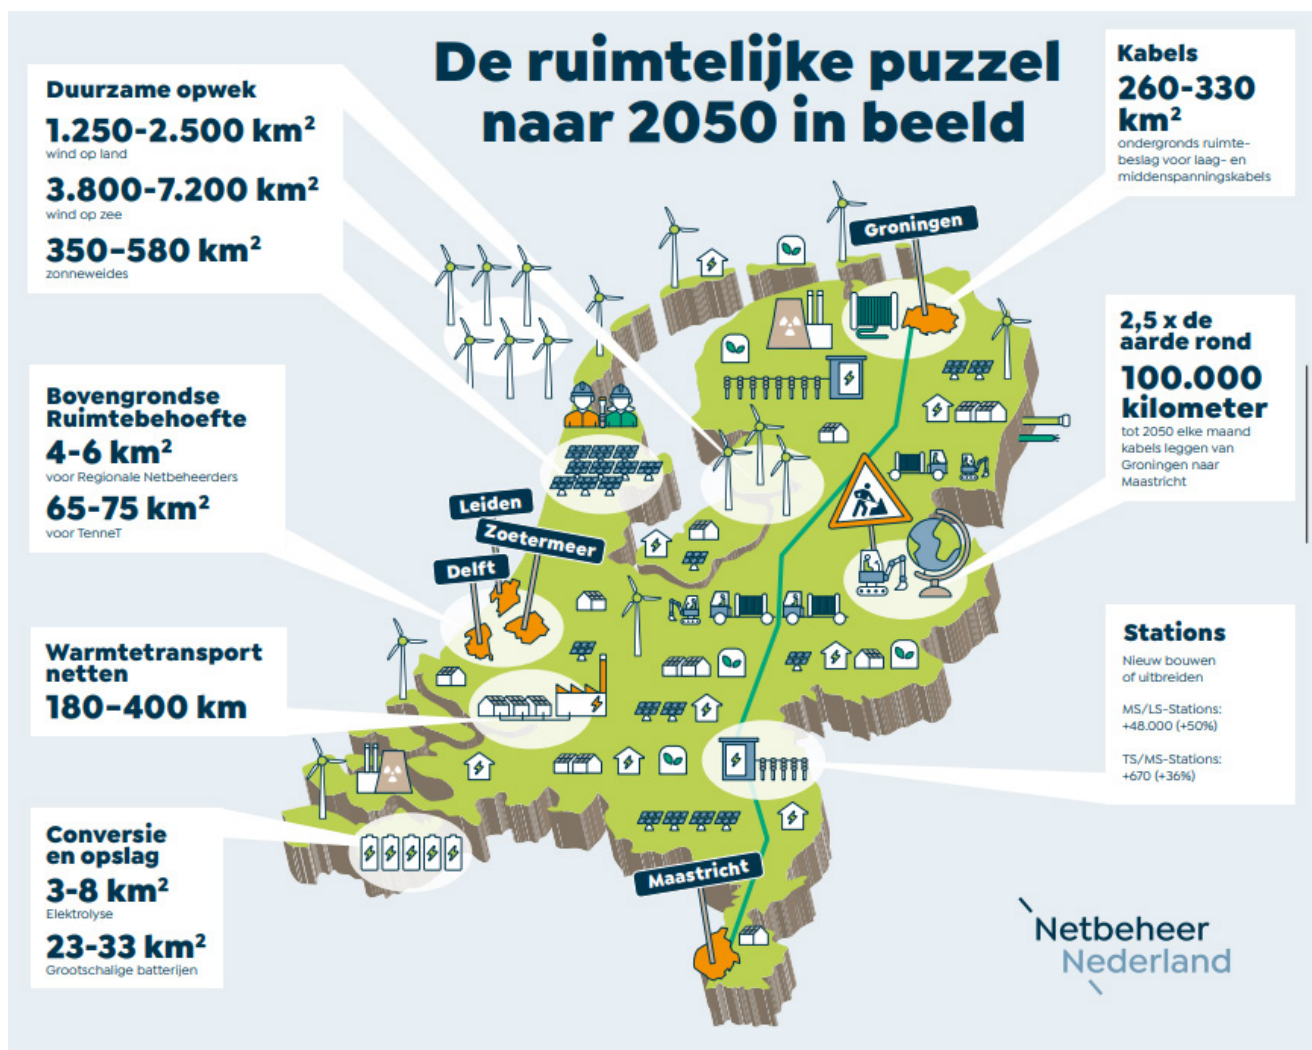 De ruimtelijke puzzel
naar 2050 in beeld
Duurzame opwek
1.250-2.500 km²
wind op land
3.800-7.200 km²
wind op zee
350-580 km²
zonneweides
Bovengrondse
Ruimtebehoefte
4-6 km²
voor Regionale Netbeheerders
65-75 km²
voor TenneT
Warmtetransport
netten
180-400 km
Conversie
en opslag
3-8 km²
Elektrolyse
23-33 km²
Grootschalige batterijen
Groningen
Leiden
Zoetermeer
Delft
Maastricht
Kabels
260-330
km²
ondergronds ruimte-
beslag voor laag- en
middenspanningskabels
2,5 x de
aarde rond
100.000
kilometer
tot 2050 elke maand
kabels leggen van
Groningen naar
Maastricht
Stations
Nieuw bouwen
of uitbreiden
MS/LS-Stations:
+48.000 (+50%)
TS/MS-Stations:
+670 (+36%)
Netbeheer
Nederland